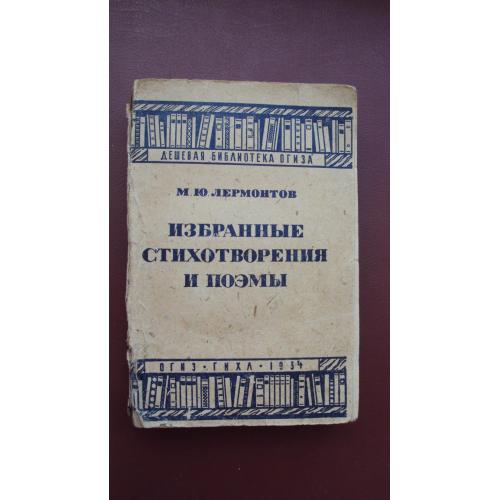 ДЕШЕВАЯ БИБЛИОТЕКА ОГИЗА
М. Ю. ЛЕРМОНТОВ
ИЗБРАННЫЕ
СТИХОТВОРЕНИЯ
И ПОЭМЫ
ОГИЗ • ГИХЛ • 1934